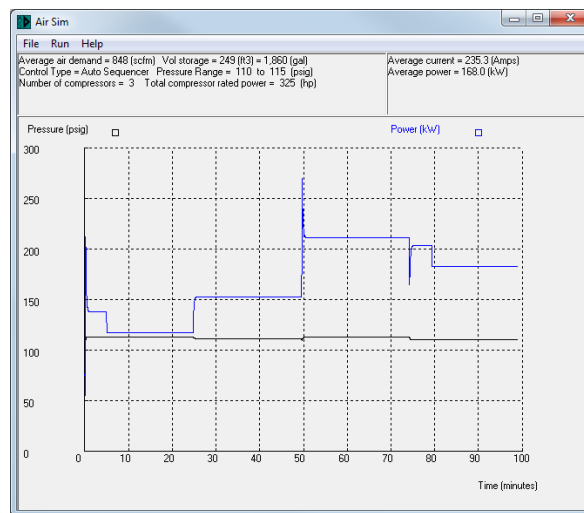 Air Sim
File Run Help
Average air demand = 848 (scfm) Vol storage = 249 (ft3) = 1,860 (gal)
Control Type = Auto Sequencer Pressure Range = 110 to 115 (psig)
Number of compressors = 3 Total compressor rated power = 325 (hp)
Average current = 235.3 (Amps)
Average power = 168.0 (kW)
Pressure (psig) Power (kW)
300
250
200
150
100
50
0
0 10 20 30 40 50 60 70 80 90 100
Time (minutes)